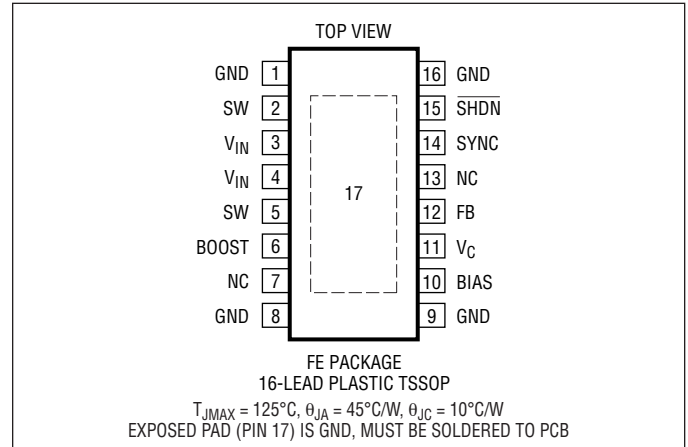 TOP VIEW
GND 1
SW 2
VIN 3
VIN 4
SW 5
BOOST 6
NC 7
GND 8
16 GND
15 SHDN
14 SYNC
13 NC
12 FB
11 VC
10 BIAS
9 GND
17
FE PACKAGE
16-LEAD PLASTIC TSSOP
TJMAX = 125°C, θJA = 45°C/W, θJC = 10°C/W
EXPOSED PAD (PIN 17) IS GND, MUST BE SOLDERED TO PCB